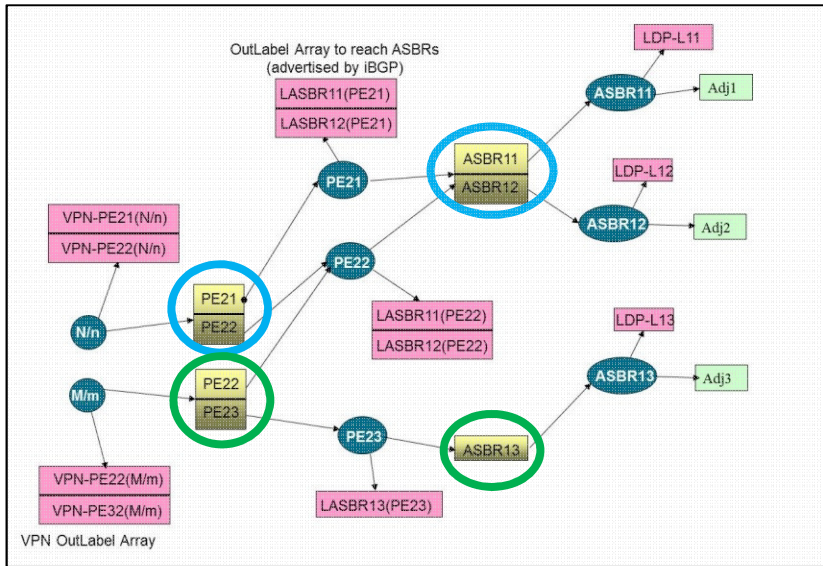 OutLabel Array to reach ASBRs
(advertised by iBGP)
LASBR11(PE21)
LASBR12(PE21)
LDP-L11
ASBR11
Adj1
PE21
ASBR11
ASBR12
LDP-L12
ASBR12
Adj2
VPN-PE21(N/n)
VPN-PE22(N/n)
PE22
PE21
PE22
N/n
LASBR11(PE22)
LASBR12(PE22)
LDP-L13
ASBR13
Adj3
M/m
PE22
PE23
PE23
ASBR13
VPN-PE22(M/m)
VPN-PE32(M/m)
LASBR13(PE23)
VPN OutLabel Array